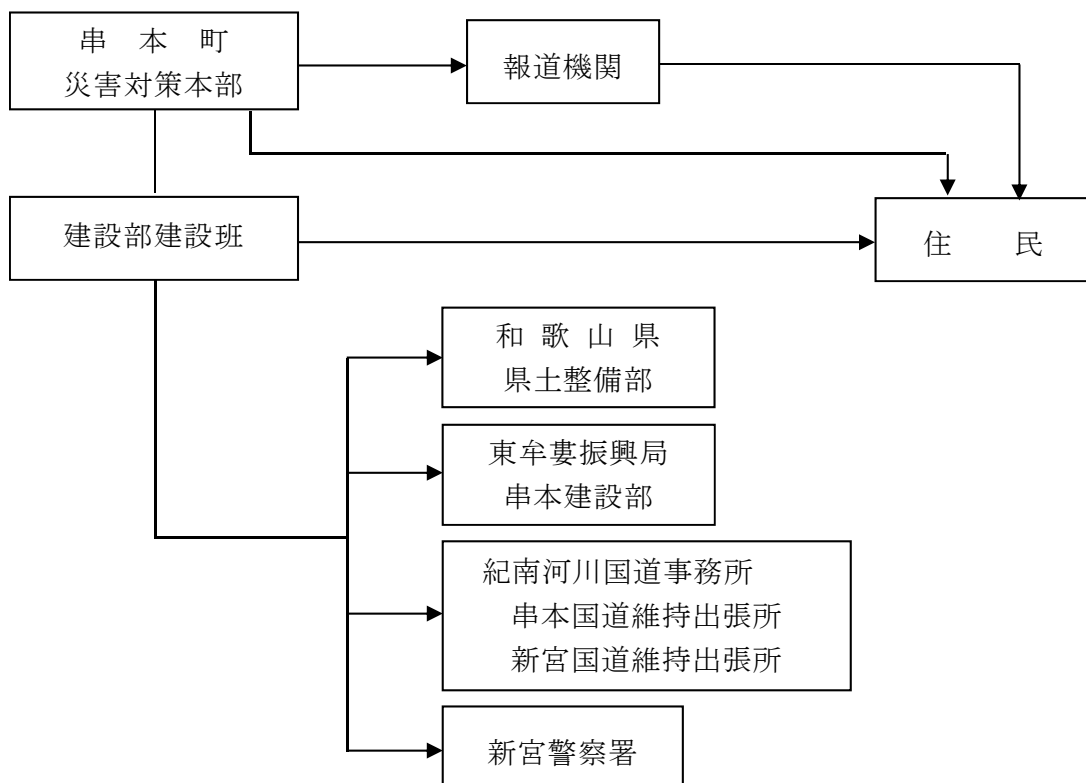 串 本 町
災害対策本部
報道機関
建設部建設班
住 民
和 歌 山 県
県土整備部
東牟婁振興局
串本建設部
紀南河川国道事務所
串本国道維持出張所
新宮国道維持出張所
新宮警察署